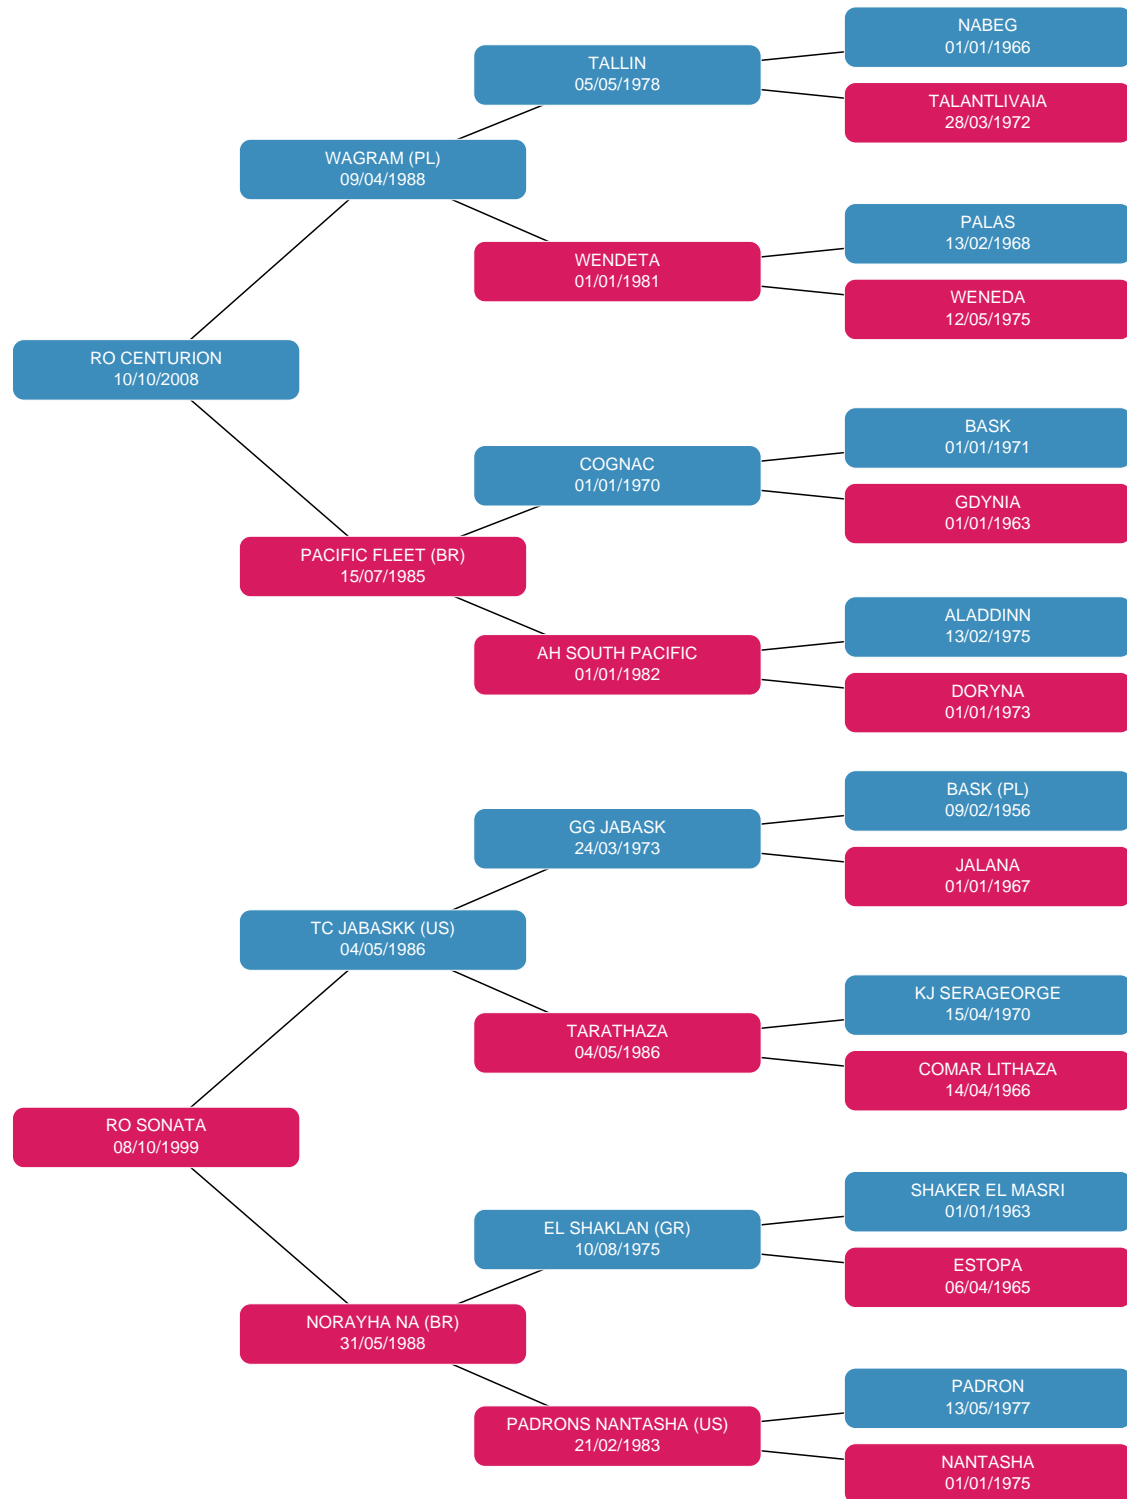 NABEG
01/01/1966
TALLIN
05/05/1978
TALANTLIVAIA
28/03/1972
WAGRAM (PL)
09/04/1988
PALAS
13/02/1968
WENDETA
01/01/1981
WENEDA
12/05/1975
RO CENTURION
10/10/2008
BASK
01/01/1971
COGNAC
01/01/1970
GDYNIA
01/01/1963
PACIFIC FLEET (BR)
15/07/1985
ALADDINN
13/02/1975
AH SOUTH PACIFIC
01/01/1982
DORYNA
01/01/1973
BASK (PL)
09/02/1956
GG JABASK
24/03/1973
JALANA
01/01/1967
TC JABASKK (US)
04/05/1986
KJ SERAGEORGE
15/04/1970
TARATHAZA
04/05/1986
COMAR LITHAZA
14/04/1966
RO SONATA
08/10/1999
SHAKER EL MASRI
01/01/1963
EL SHAKLAN (GR)
10/08/1975
ESTOPA
06/04/1965
NORAYHA NA (BR)
31/05/1988
PADRON
13/05/1977
PADRONS NANTASHA (US)
21/02/1983
NANTASHA
01/01/1975